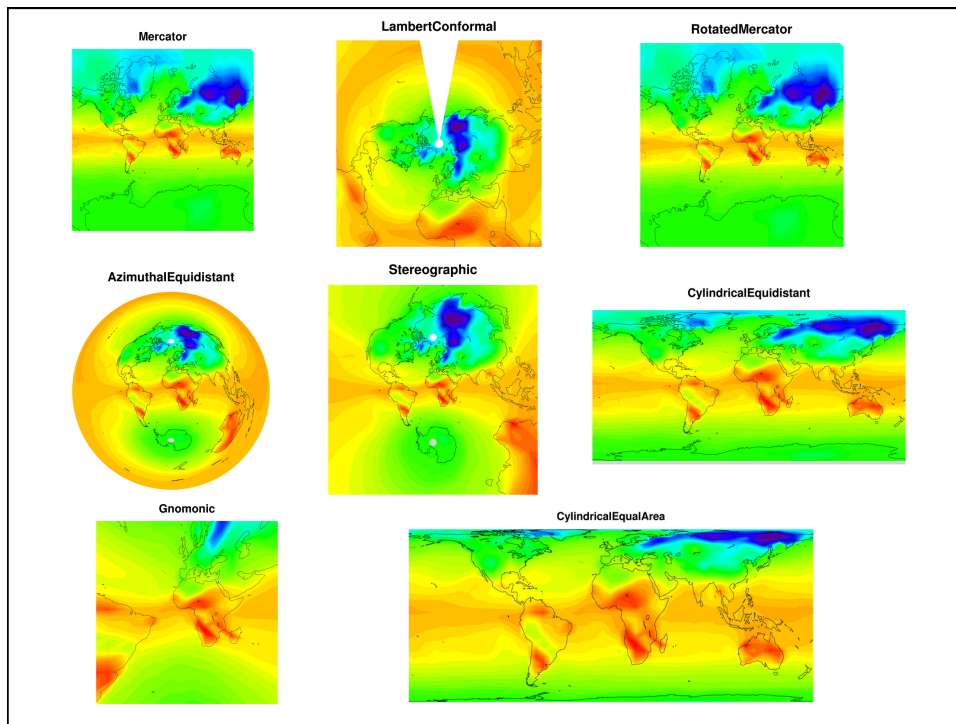 Mercator
LambertConformal
RotatedMercator
AzimuthalEquidistant
Stereographic
CylindricalEquidistant
Gnomonic
CylindricalEqualArea